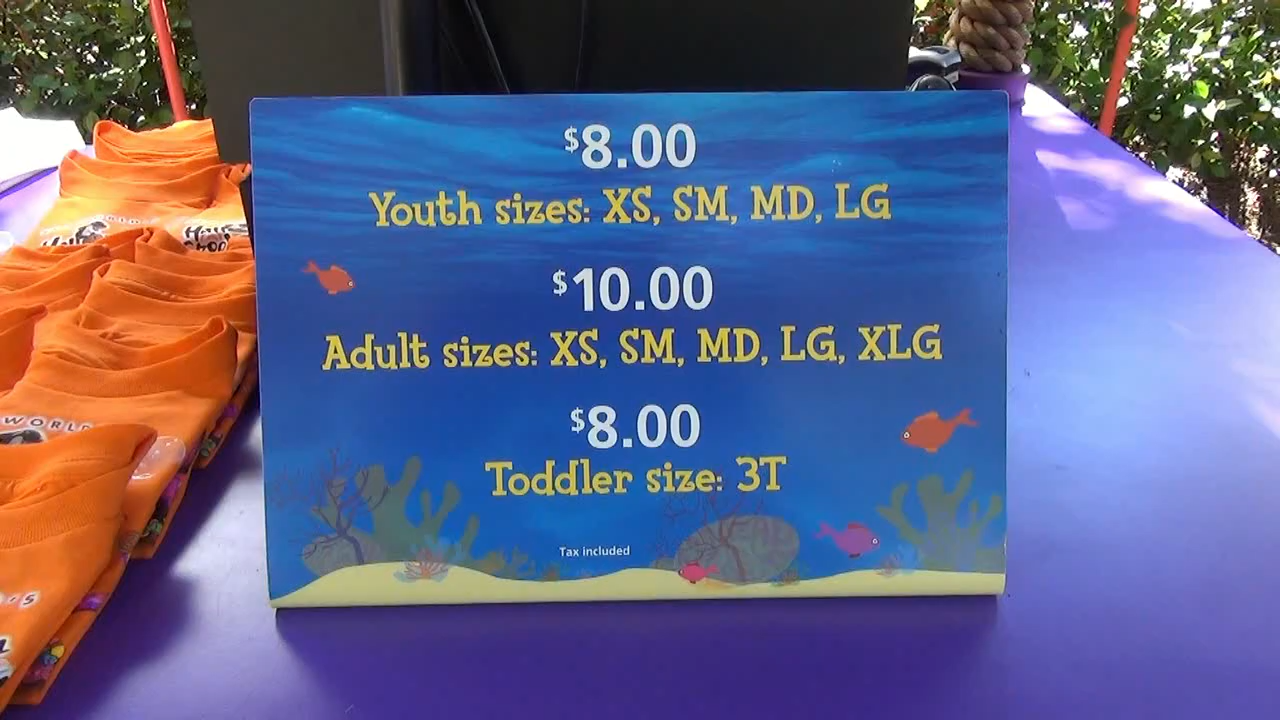 $8.00
Youth sizes: XS, SM, MD, LG
$10.00
Adult sizes: XS, SM, MD, LG, XLG
$8.00
Toddler size: 3T
Tax included
WORLD